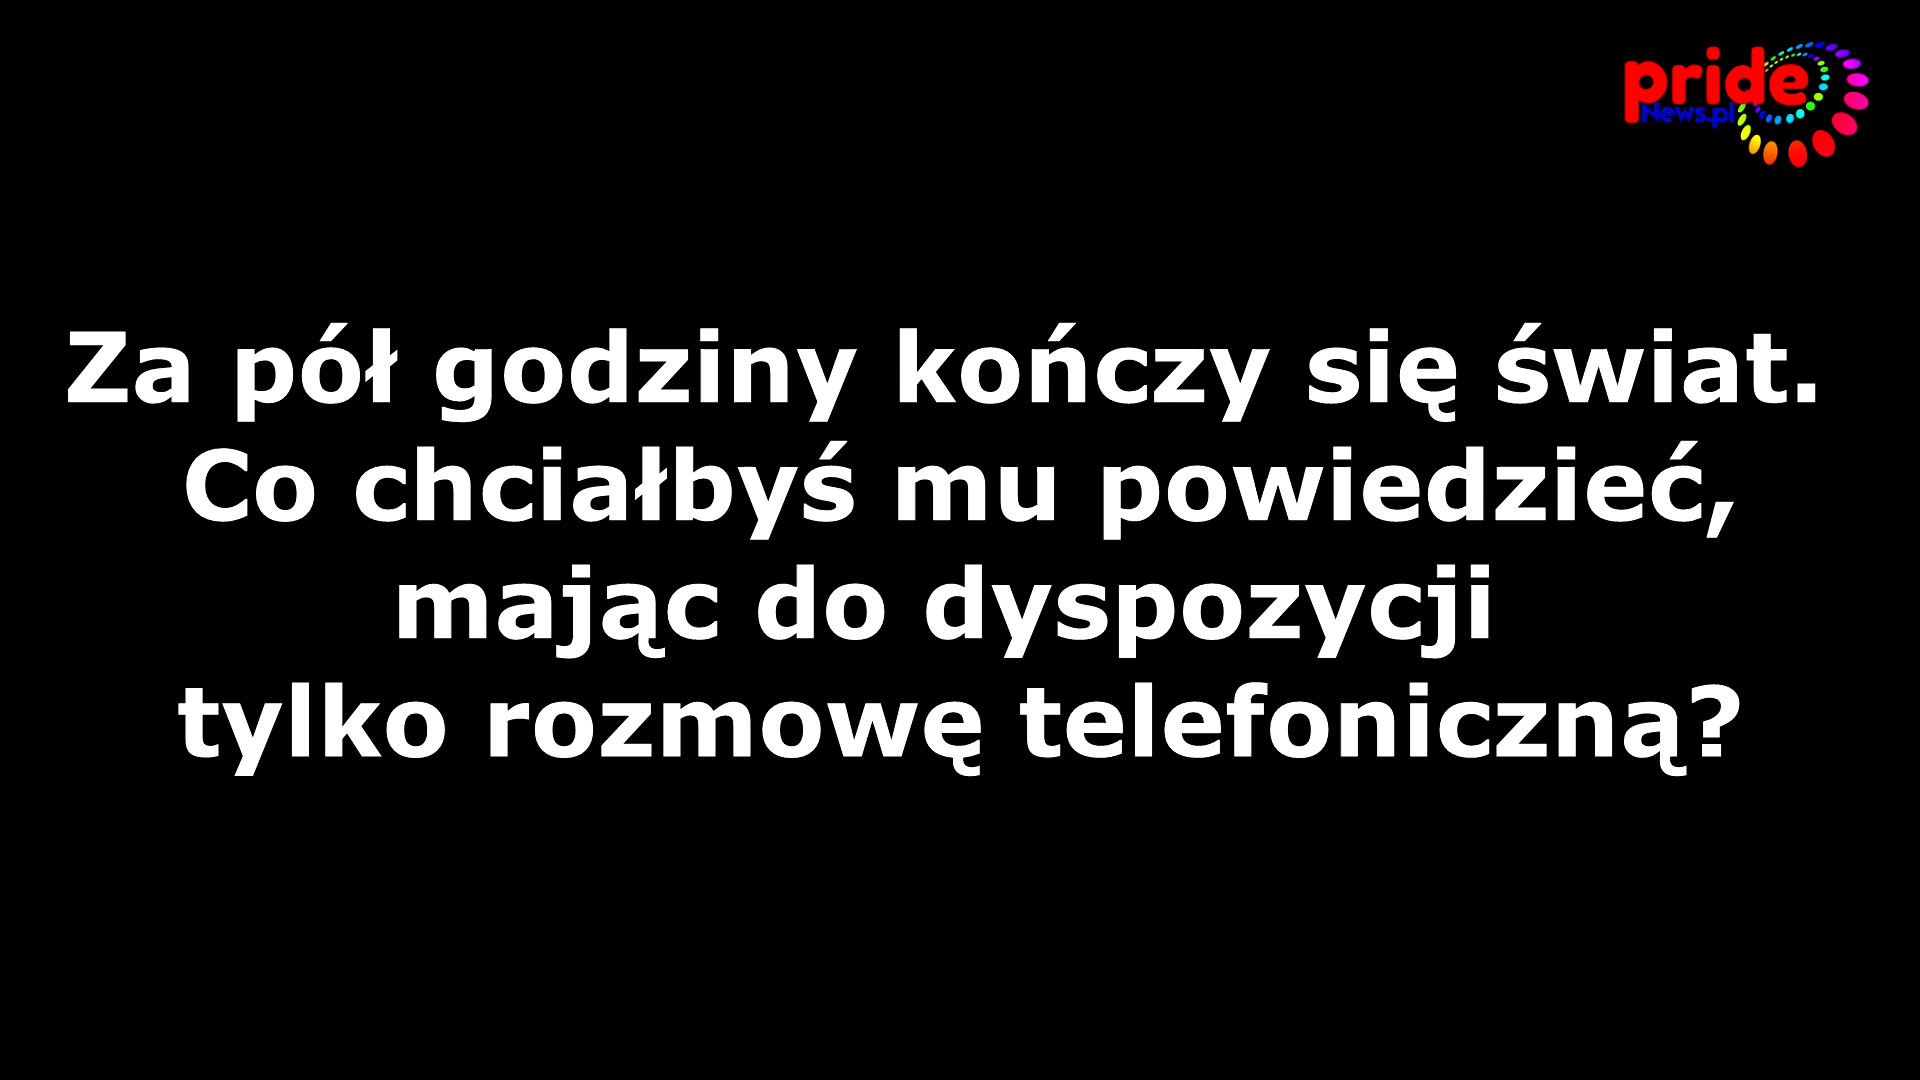 pride
News.pl
Za pół godziny kończy się świat.
Co chciałbyś mu powiedzieć,
mając do dyspozycji
tylko rozmowę telefoniczną?